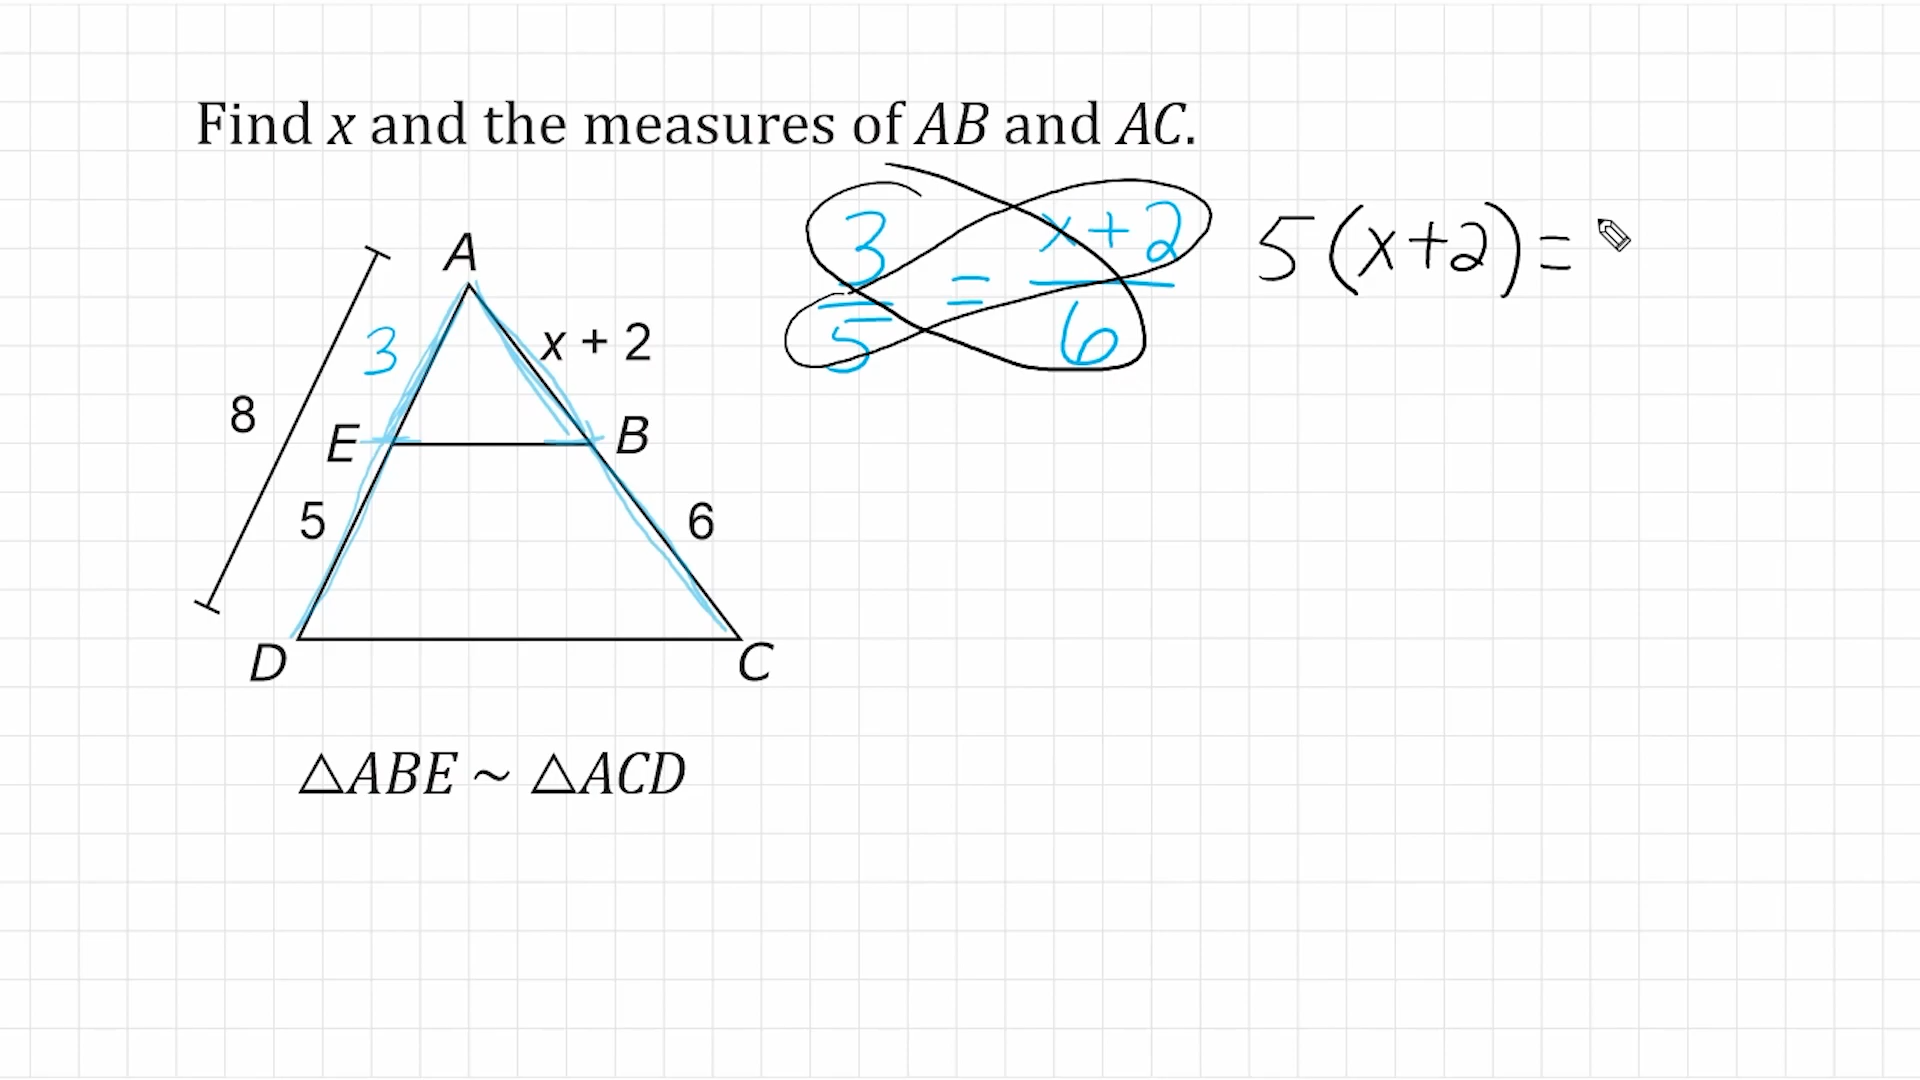 Find x and the measures of AB and AC.
3/5 = x+2/6
5(x+2)=
A
3
x + 2
8
E
B
5
6
D
C
△ABE ~ △ACD